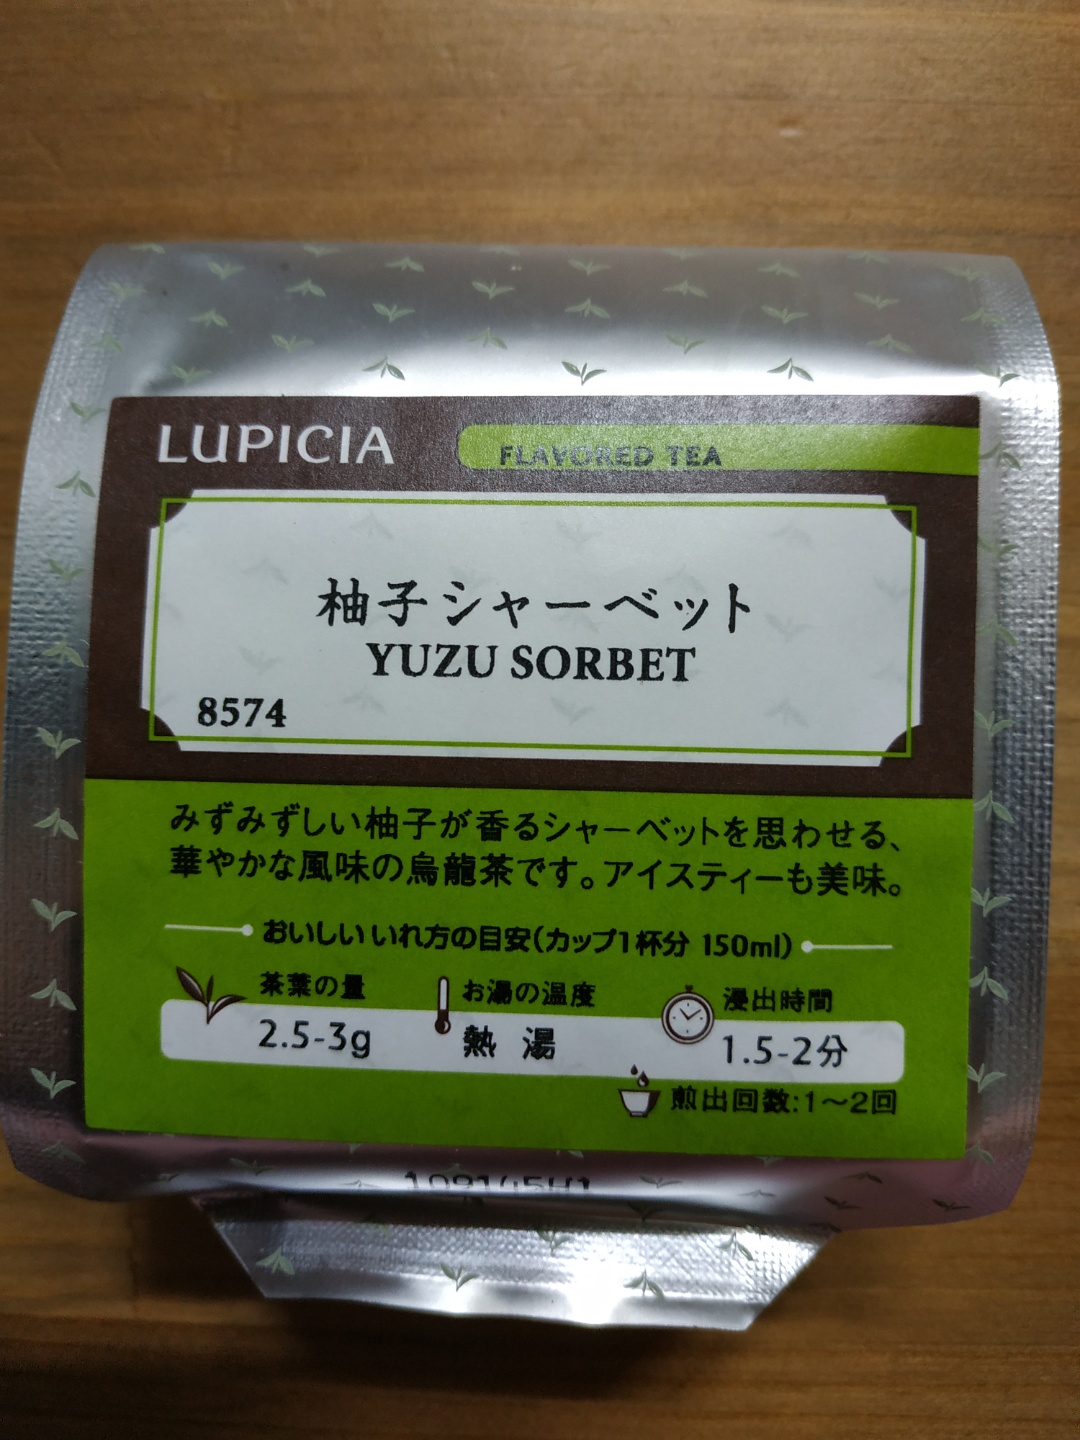 LUPICIA
FLAVORED TEA
柚子シャーベット
YUZU SORBET
8574
みずみずしい柚子が香るシャーベットを思わせる、
華やかな風味の烏龍茶です。アイスティーも美味。
おいしいいれ方の目安(カップ1杯分 150ml)
茶葉の量 お湯の温度 浸出時間
2.5-3g 熱湯 1.5-2分
煎出回数:1～2回